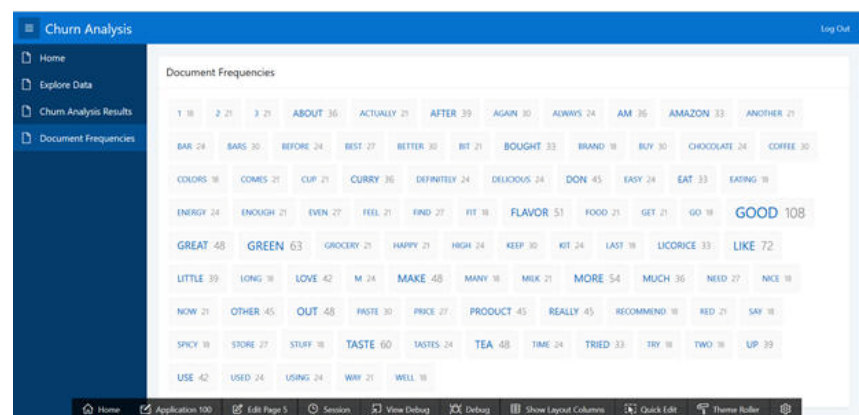 Churn Analysis
Log Out
Home
Explore Data
Churn Analysis Results
Document Frequencies
Document Frequencies
1 18 2 21 3 21 ABOUT 36 ACTUALLY 21 AFTER 39 AGAIN 30 ALWAYS 24 AM 36 AMAZON 33 ANOTHER 21
BAR 24 BARS 30 BEFORE 24 BEST 27 BETTER 30 BIT 21 BOUGHT 33 BRAND 18 BUY 30 CHOCOLATE 24 COFFEE 30
COLORS 18 COMES 21 CUP 21 CURRY 36 DEFINITELY 24 DELICIOUS 24 DON 45 EASY 24 EAT 33 EATING 18
ENERGY 24 ENOUGH 21 EVEN 27 FEEL 21 FIND 27 FIT 18 FLAVOR 51 FOOD 21 GET 21 GO 18 GOOD 108
GREAT 48 GREEN 63 GROCERY 21 HAPPY 21 HIGH 24 KEEP 30 KIT 24 LAST 18 LICORICE 33 LIKE 72
LITTLE 39 LONG 18 LOVE 42 M 24 MAKE 48 MANY 18 MILK 21 MORE 54 MUCH 36 NEED 27 NICE 18
NOW 21 OTHER 45 OUT 48 PASTE 30 PRICE 27 PRODUCT 45 REALLY 45 RECOMMEND 18 RED 21 SAY 18
SPICY 18 STORE 27 STUFF 18 TASTE 60 TASTES 24 TEA 48 TIME 24 TRIED 33 TRY 18 TWO 18 UP 39
USE 42 USED 24 USING 24 WAY 21 WELL 18
Home Application 100 Edit Page 5 Session View Debug Debug Show Layout Columns Quick Edit Theme Roller